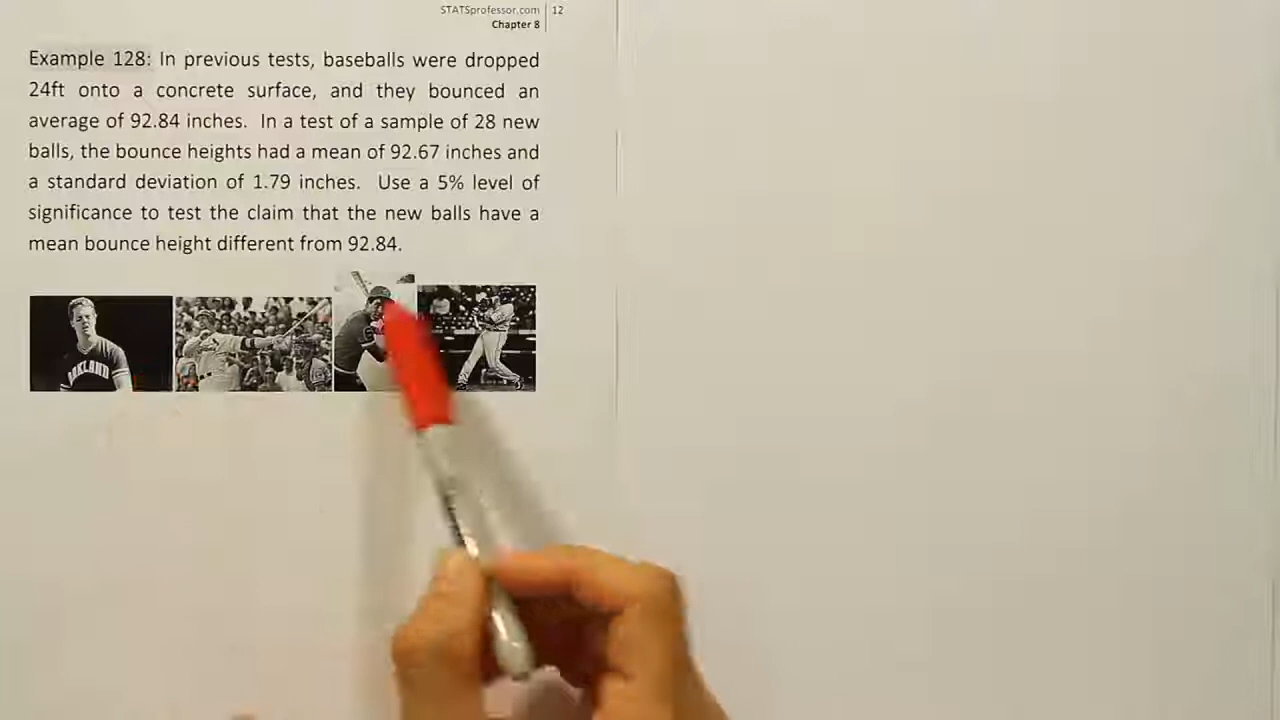 STATSprofessor.com | 12
Chapter 8
Example 128: In previous tests, baseballs were dropped
24ft onto a concrete surface, and they bounced an
average of 92.84 inches. In a test of a sample of 28 new
balls, the bounce heights had a mean of 92.67 inches and
a standard deviation of 1.79 inches. Use a 5% level of
significance to test the claim that the new balls have a
mean bounce height different from 92.84.
OAKLAND